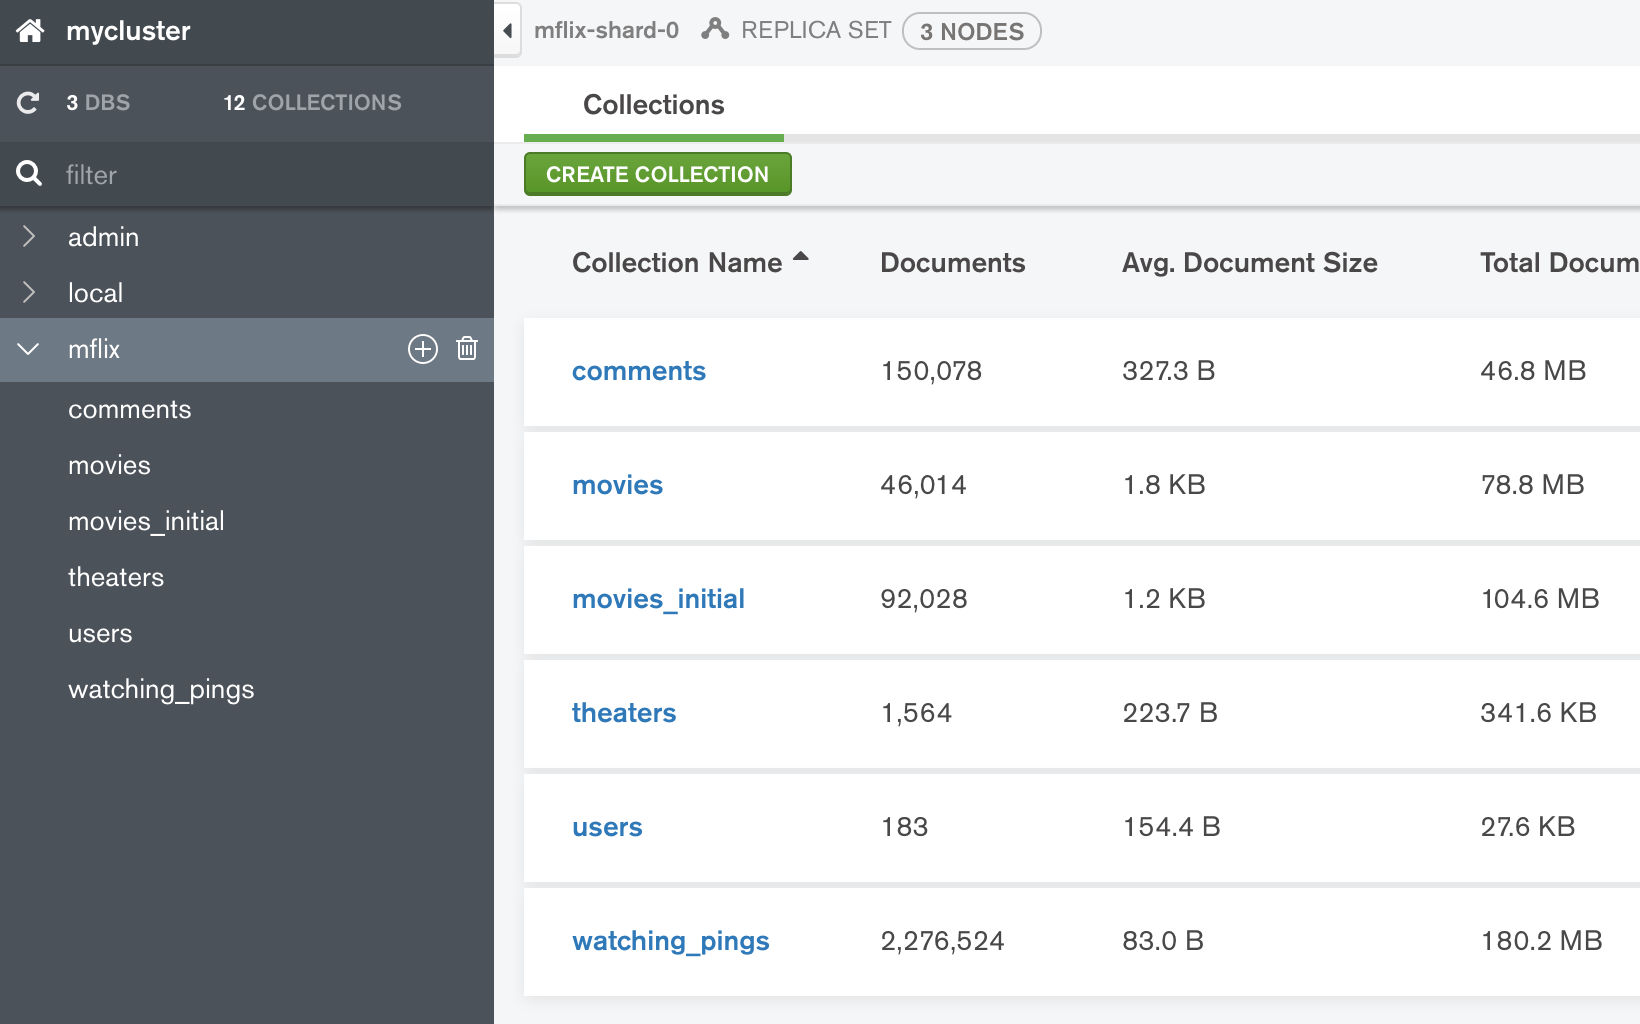 mycluster
3 DBS 12 COLLECTIONS
filter
admin
local
mflix
comments
movies
movies_initial
theaters
users
watching_pings
mflix-shard-0 REPLICA SET 3 NODES
Collections
CREATE COLLECTION
Collection Name Documents Avg. Document Size Total Docum
comments 150,078 327.3 B 46.8 MB
movies 46,014 1.8 KB 78.8 MB
movies_initial 92,028 1.2 KB 104.6 MB
theaters 1,564 223.7 B 341.6 KB
users 183 154.4 B 27.6 KB
watching_pings 2,276,524 83.0 B 180.2 MB